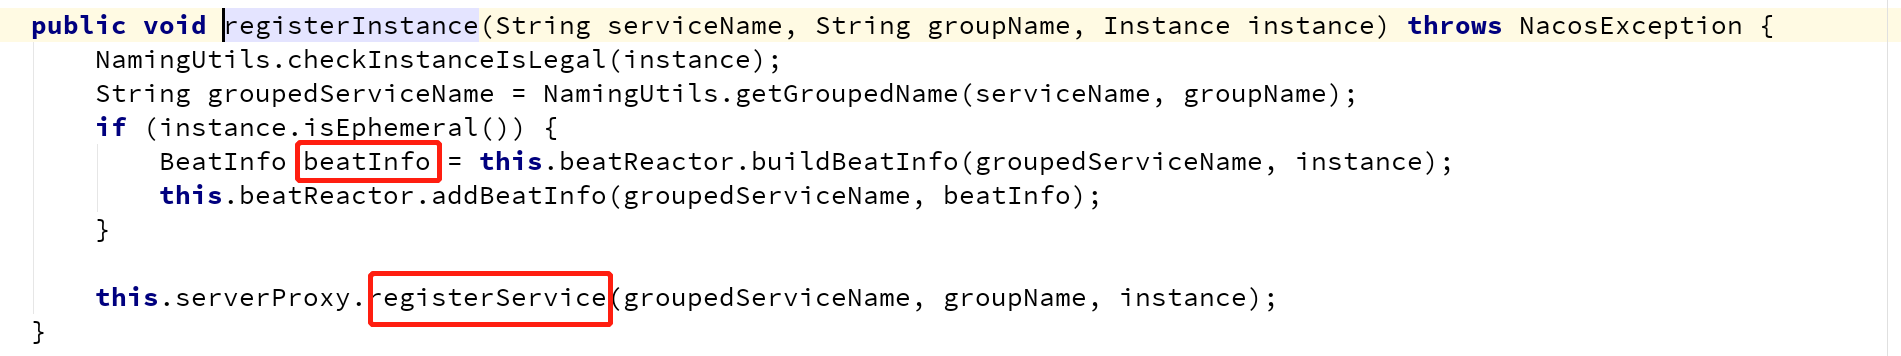 public void registerInstance(String serviceName, String groupName, Instance instance) throws NacosException {
    NamingUtils.checkInstanceIsLegal(instance);
    String groupedServiceName = NamingUtils.getGroupedName(serviceName, groupName);
    if (instance.isEphemeral()) {
        BeatInfo beatInfo = this.beatReactor.buildBeatInfo(groupedServiceName, instance);
        this.beatReactor.addBeatInfo(groupedServiceName, beatInfo);
    }

    this.serverProxy.registerService(groupedServiceName, groupName, instance);
}